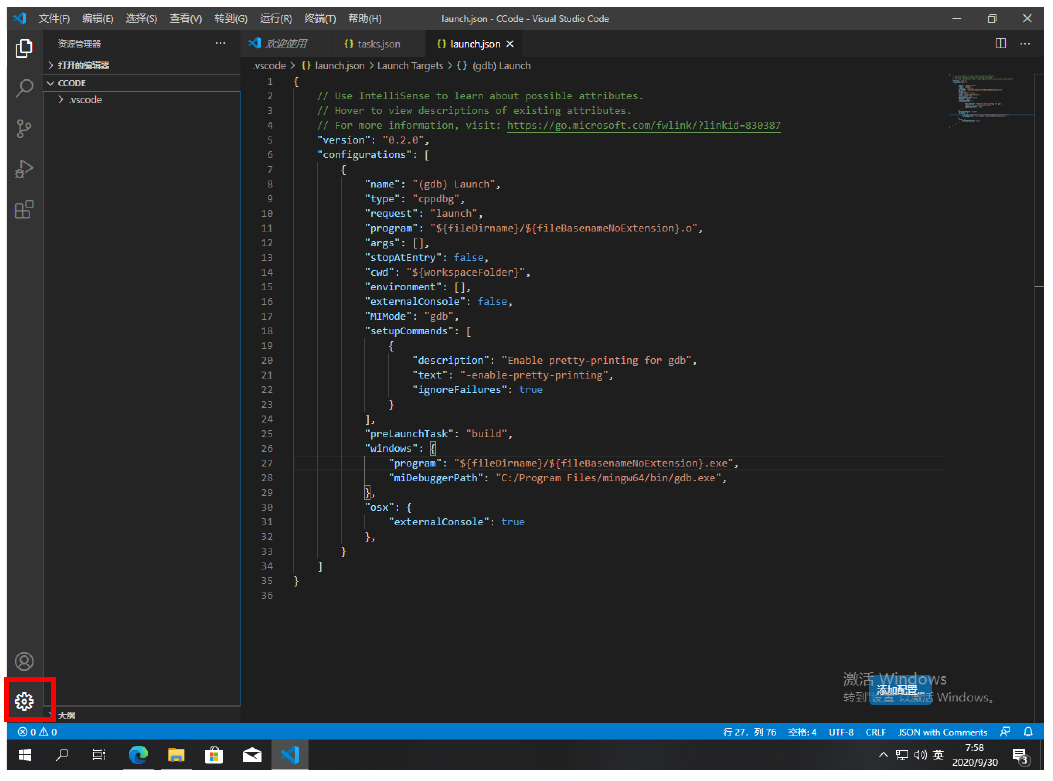 文件(F) 编辑(E) 选择(S) 查看(V) 转到(G) 运行(R) 终端(T) 帮助(H) launch.json - CCode - Visual Studio Code
资源管理器 ··· 欢迎使用 {} tasks.json {} launch.json ×
打开的编辑器 .vscode > {} launch.json > Launch Targets > {} (gdb) Launch
CCODE
.vscode
1 {
2 // Use IntelliSense to learn about possible attributes.
3 // Hover to view descriptions of existing attributes.
4 // For more information, visit: https://go.microsoft.com/fwlink/?linkid=830387
5 "version": "0.2.0",
6 "configurations": [
7 {
8 "name": "(gdb) Launch",
9 "type": "cppdbg",
10 "request": "launch",
11 "program": "${fileDirname}/${fileBasenameNoExtension}.o",
12 "args": [],
13 "stopAtEntry": false,
14 "cwd": "${workspaceFolder}",
15 "environment": [],
16 "externalConsole": false,
17 "MIMode": "gdb",
18 "setupCommands": [
19 {
20 "description": "Enable pretty-printing for gdb",
21 "text": "-enable-pretty-printing",
22 "ignoreFailures": true
23 }
24 ],
25 "preLaunchTask": "build",
26 "windows": {
27 "program": "${fileDirname}/${fileBasenameNoExtension}.exe",
28 "miDebuggerPath": "C:/Program Files/mingw64/bin/gdb.exe",
29 },
30 "osx": {
31 "externalConsole": true
32 },
33 }
34 ]
35 }
36
激活 Windows
转到"设置"以激活 Windows。
添加配置...
大纲
0 0 行 27，列 76 空格: 4 UTF-8 CRLF JSON with Comments
英 7:58
2020/9/30 3